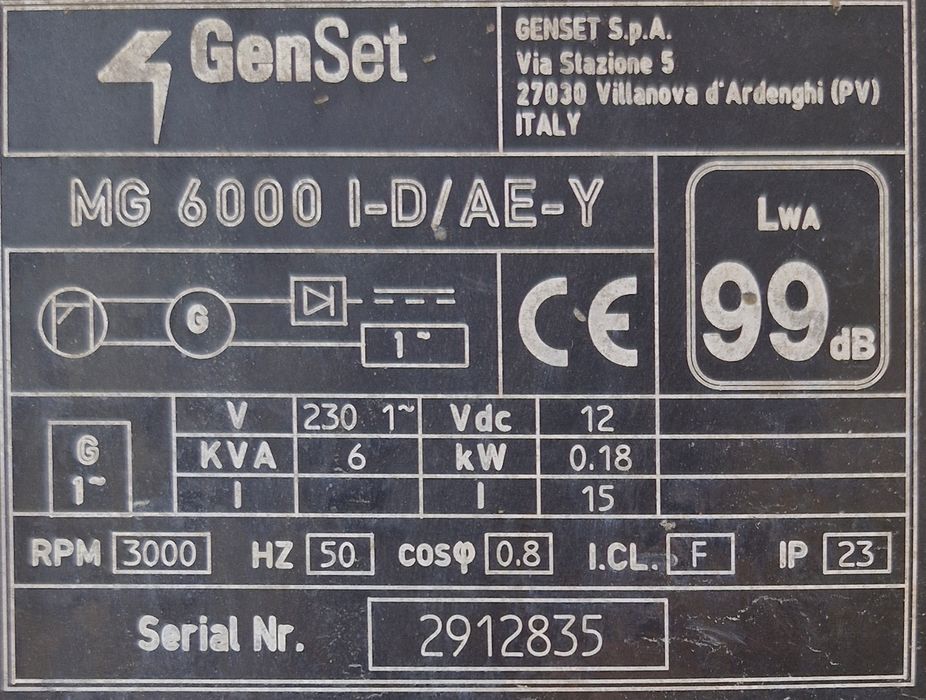 GenSet
GENSET S.p.A.
Via Stazione 5
27030 Villanova d'Ardenghi (PV)
ITALY
MG 6000 I-D/AE-Y
LWA
99 dB
G
1~
CE
V 230 1~ Vdc 12
G
1~
KVA 6 kW 0.18
I I 15
RPM 3000 HZ 50 cosφ 0.8 I.CL. F IP 23
Serial Nr. 2912835